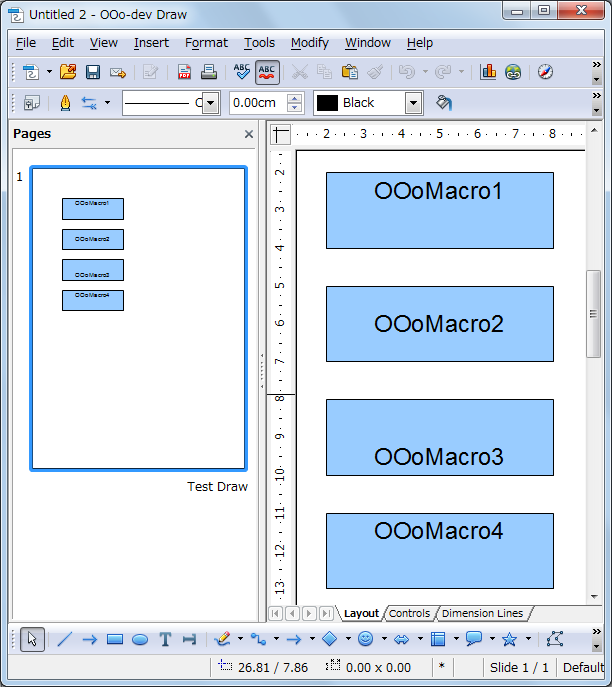 Untitled 2 - OOo-dev Draw
File Edit View Insert Format Tools Modify Window Help
ABC ABC
C 0.00cm Black
Pages
1
OOoMacro1
OOoMacro2
OOoMacro3
OOoMacro4
Test Draw
2 3 4 5 6 7 8
2
3
4
5
6
7
8
9
10
11
12
13
OOoMacro1
OOoMacro2
OOoMacro3
OOoMacro4
Layout Controls Dimension Lines
T
26.81 / 7.86 0.00 x 0.00 * Slide 1 / 1 Default